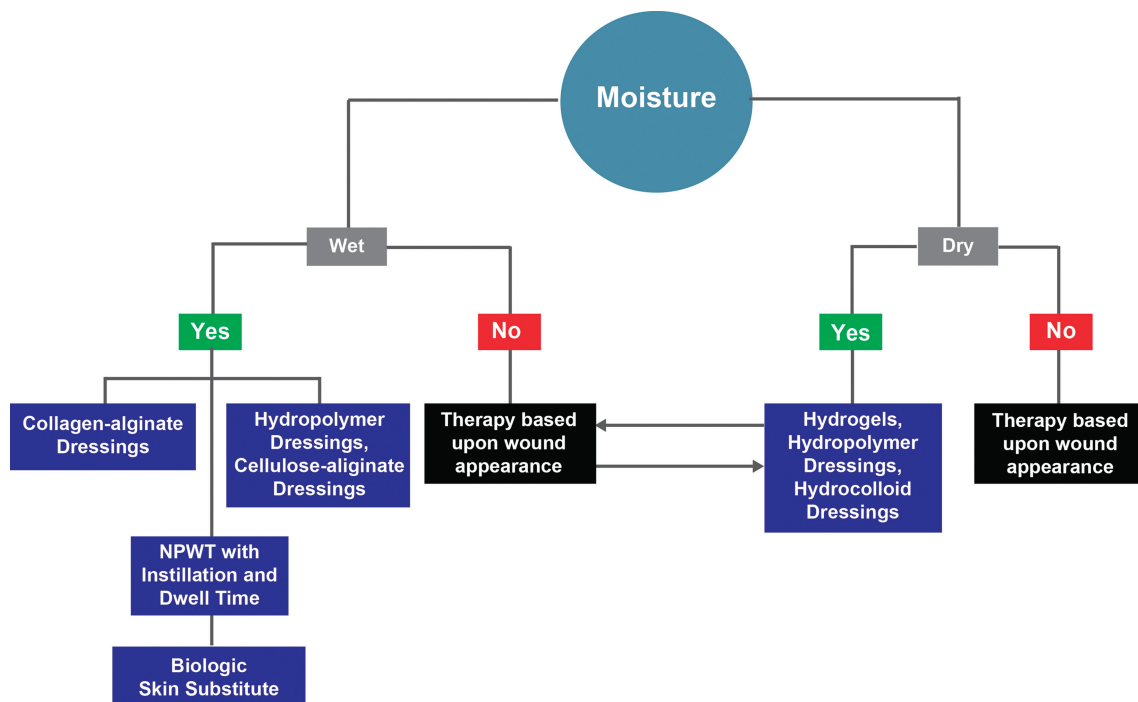 Moisture
Wet
Dry
Yes
No
Yes
No
Collagen-alginate
Dressings
Hydropolymer
Dressings,
Cellulose-aliginate
Dressings
Therapy based
upon wound
appearance
Hydrogels,
Hydropolymer
Dressings,
Hydrocolloid
Dressings
Therapy based
upon wound
appearance
NPWT with
Instillation and
Dwell Time
Biologic
Skin Substitute